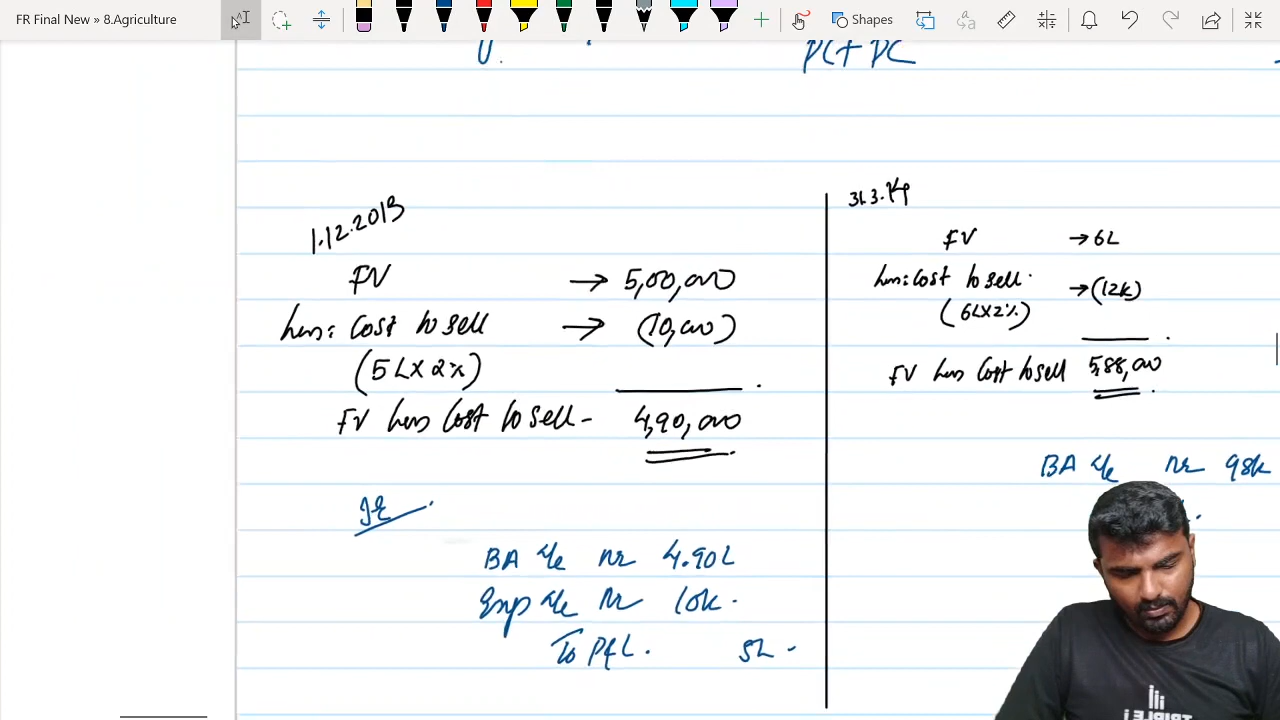 FR Final New » 8.Agriculture
Shapes
PC+ PC
1.12.2013
FV → 5,00,000
Less: Cost to sell → (10,000)
(5L×2%)
FV less Cost to sell - 4,90,000
JE
BA a/c Dr 4.90L
Exp a/c Dr 10k.
To P&L. 5L.
31.3.14
FV → 6L
Less: Cost to sell → (12k)
(6L×2%)
FV less Cost to sell 5,88,000
BA a/c Dr 98k